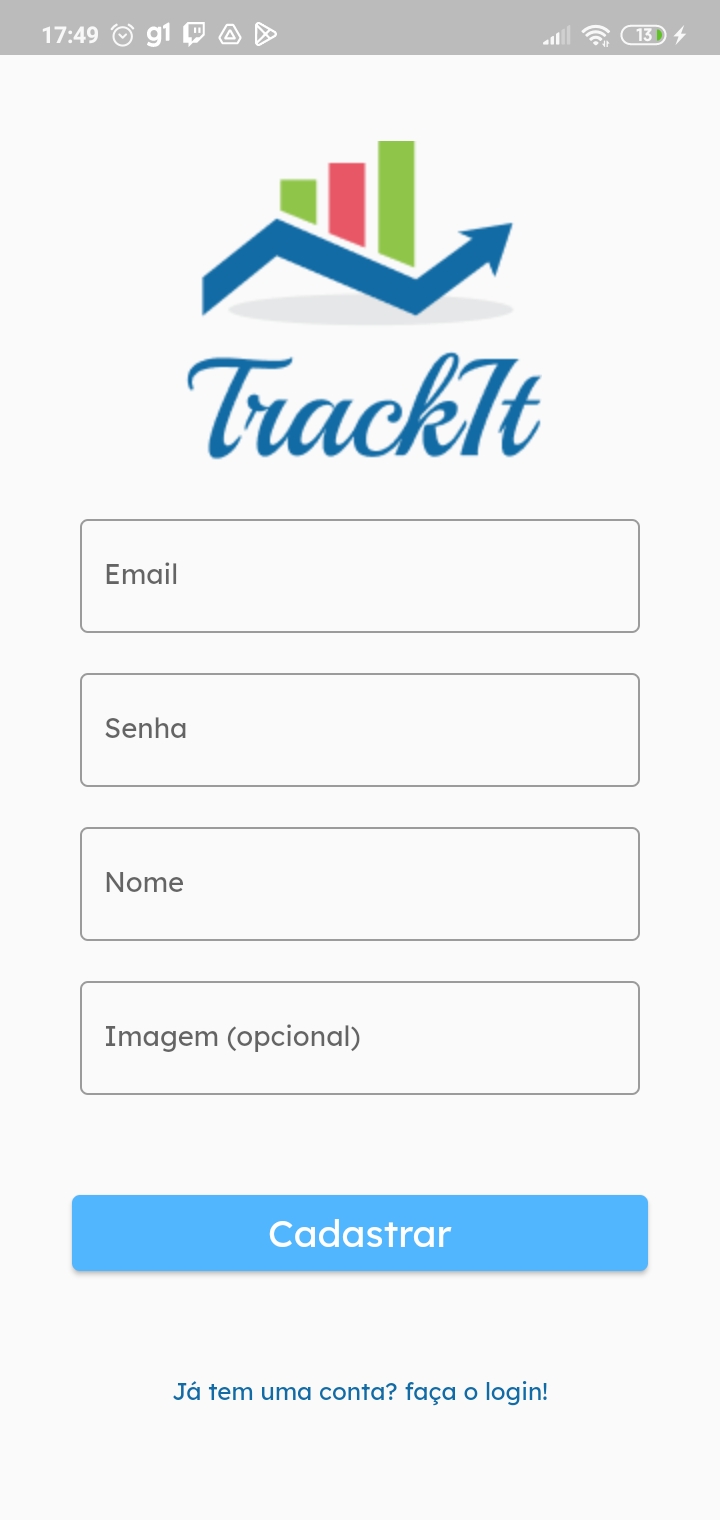 17:49 g1 13
TrackIt
Email
Senha
Nome
Imagem (opcional)
Cadastrar
Já tem uma conta? faça o login!